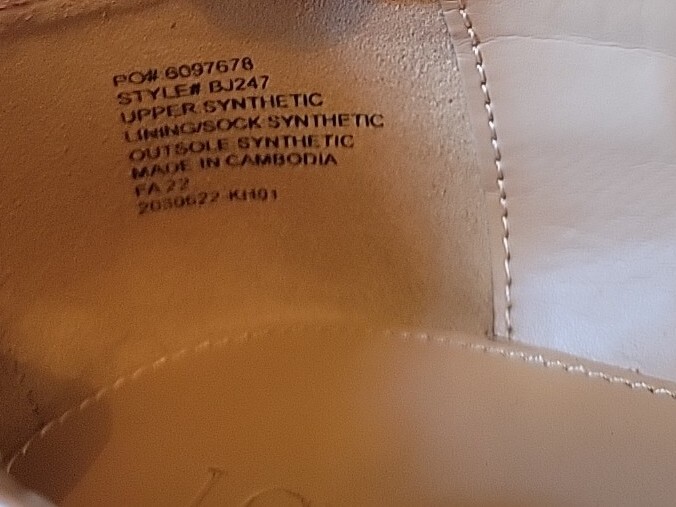 PO#:6097678
STYLE# BJ247
UPPER:SYNTHETIC
LINING/SOCK:SYNTHETIC
OUTSOLE:SYNTHETIC
MADE IN CAMBODIA
FA 22
2030622-KH01